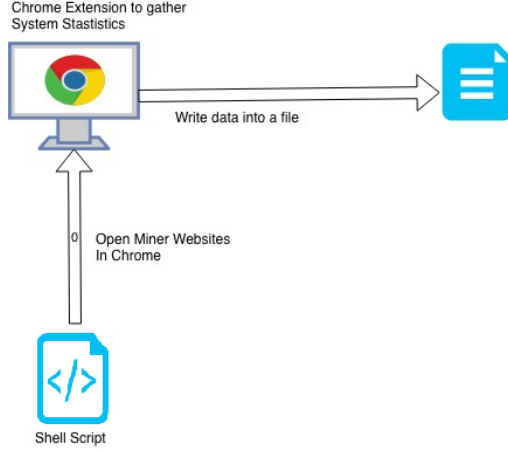 Chrome Extension to gather
System Stastistics
Write data into a file
0
Open Miner Websites
In Chrome
</>
Shell Script